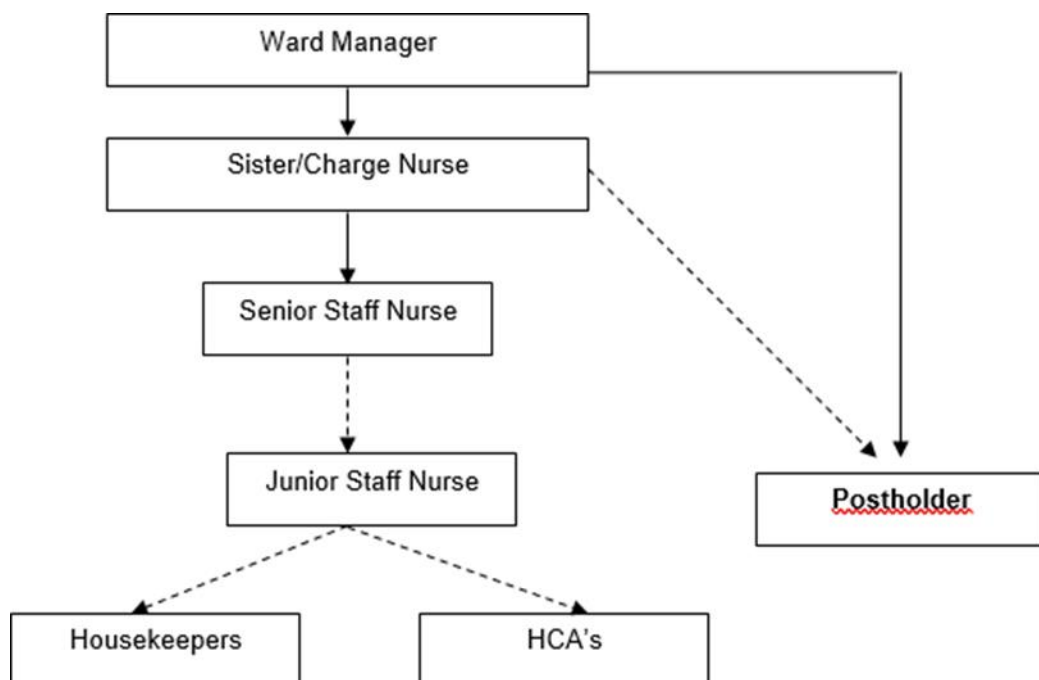 Ward Manager
Sister/Charge Nurse
Senior Staff Nurse
Junior Staff Nurse
Postholder
Housekeepers
HCA's